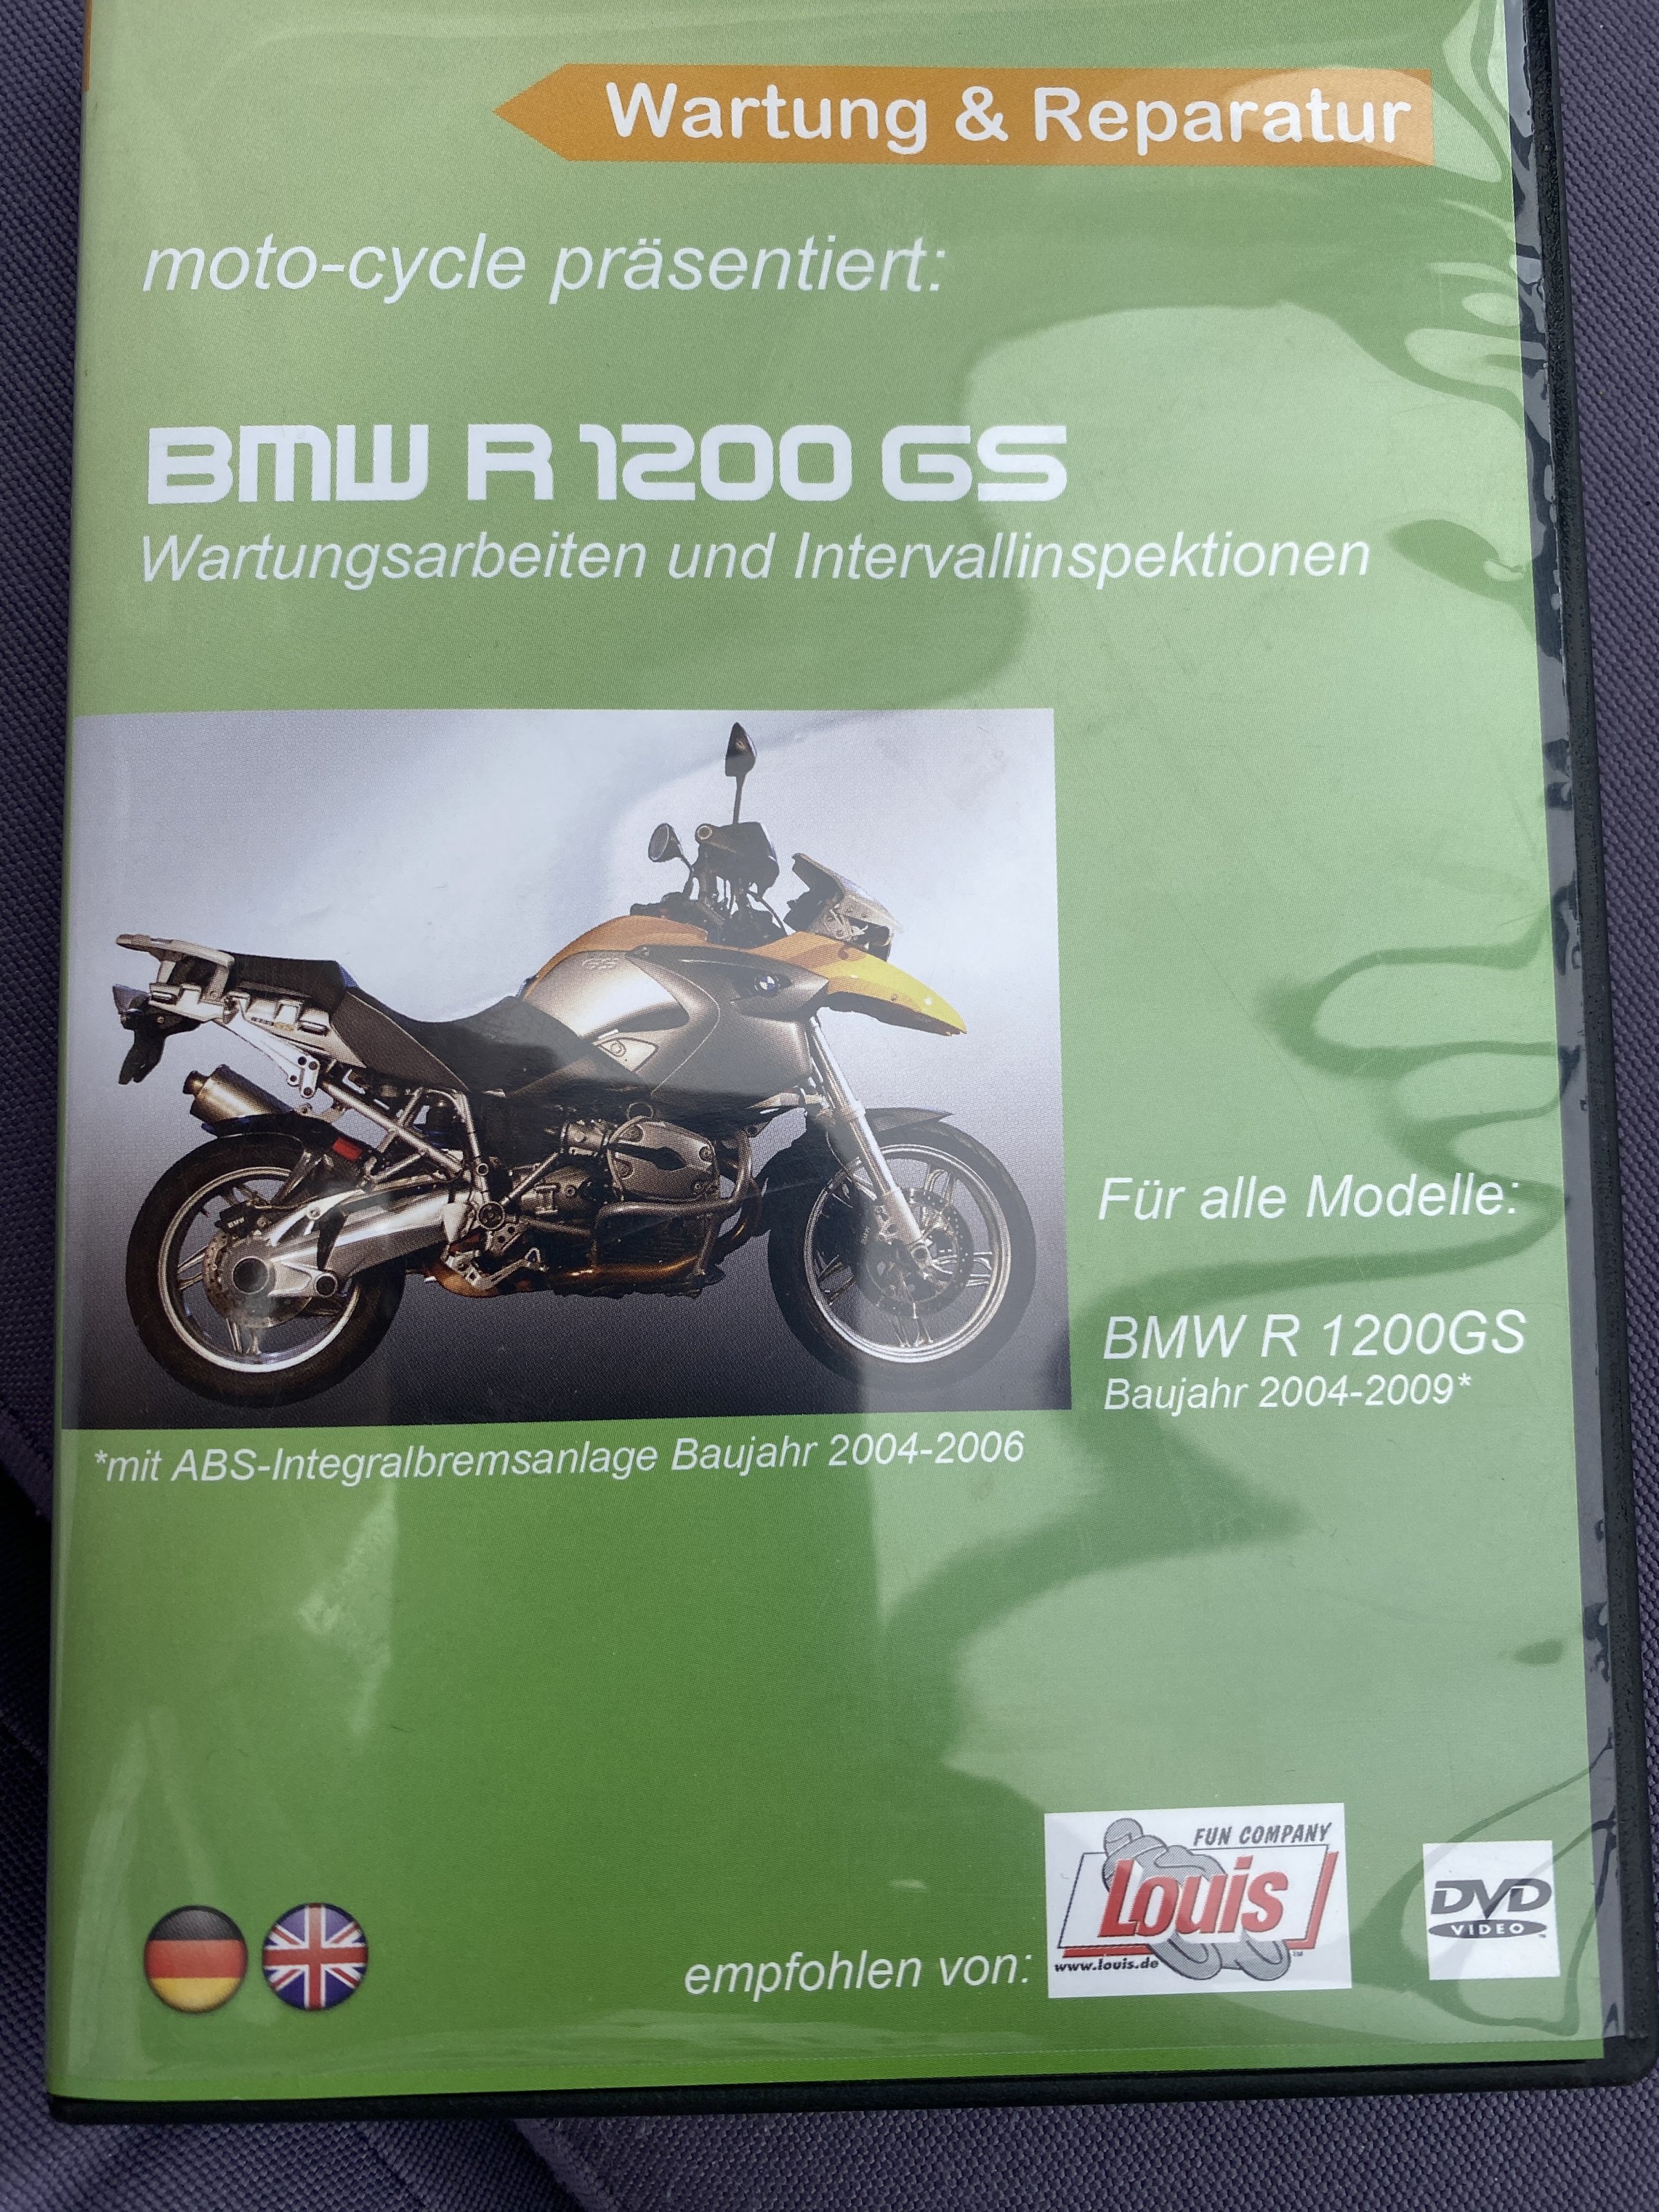 Wartung & Reparatur
moto-cycle präsentiert:
BMW R 1200 GS
Wartungsarbeiten und Intervallinspektionen
GS
Für alle Modelle:
BMW R 1200GS
Baujahr 2004-2009*
*mit ABS-Integralbremsanlage Baujahr 2004-2006
empfohlen von:
FUN COMPANY
Louis
www.louis.de
DVD
VIDEO